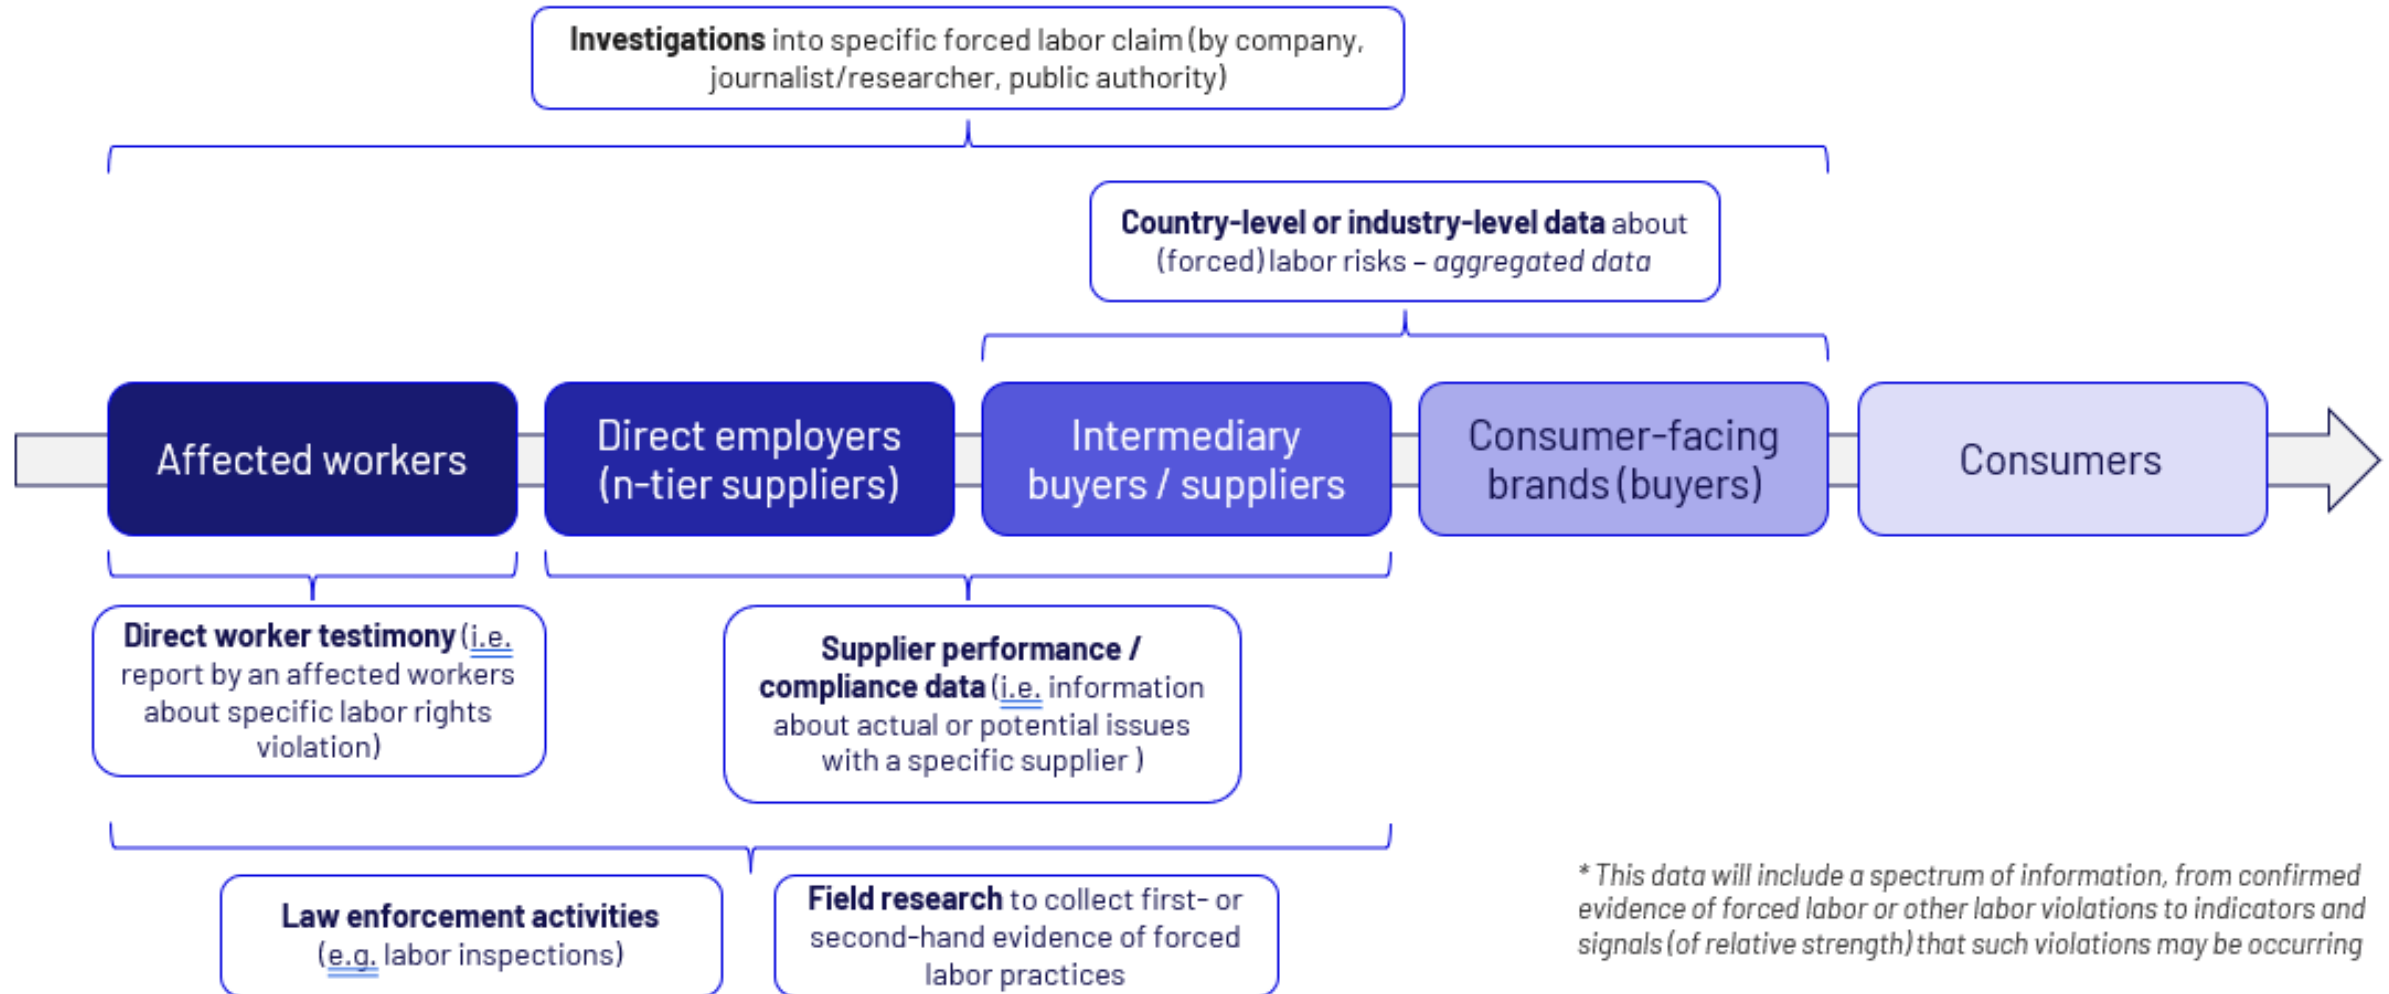 Investigations into specific forced labor claim (by company,
journalist/researcher, public authority)
Country-level or industry-level data about
(forced) labor risks – aggregated data
Affected workers
Direct employers
(n-tier suppliers)
Intermediary
buyers / suppliers
Consumer-facing
brands (buyers)
Consumers
Direct worker testimony (i.e.
report by an affected workers
about specific labor rights
violation)
Supplier performance /
compliance data (i.e. information
about actual or potential issues
with a specific supplier )
Law enforcement activities
(e.g. labor inspections)
Field research to collect first- or
second-hand evidence of forced
labor practices
* This data will include a spectrum of information, from confirmed
evidence of forced labor or other labor violations to indicators and
signals (of relative strength) that such violations may be occurring